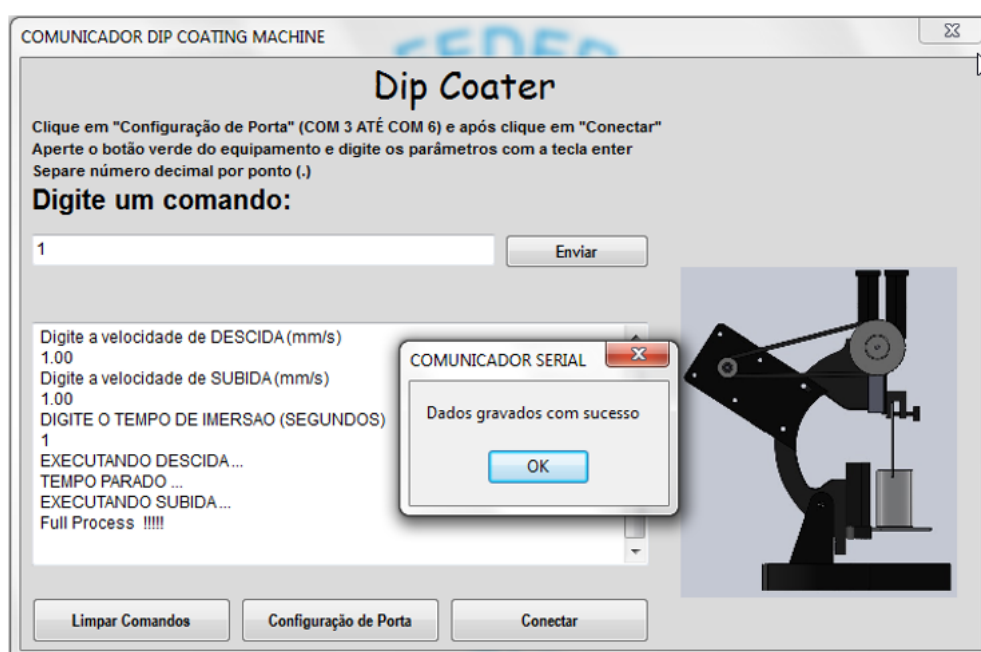 COMUNICADOR DIP COATING MACHINE
Dip Coater
Clique em "Configuração de Porta" (COM 3 ATÉ COM 6) e após clique em "Conectar"
Aperte o botão verde do equipamento e digite os parâmetros com a tecla enter
Separe número decimal por ponto (.)
Digite um comando:
1
Enviar
Digite a velocidade de DESCIDA (mm/s)
1.00
Digite a velocidade de SUBIDA (mm/s)
1.00
DIGITE O TEMPO DE IMERSAO (SEGUNDOS)
1
EXECUTANDO DESCIDA...
TEMPO PARADO ...
EXECUTANDO SUBIDA...
Full Process !!!!!
COMUNICADOR SERIAL
Dados gravados com sucesso
OK
Limpar Comandos
Configuração de Porta
Conectar